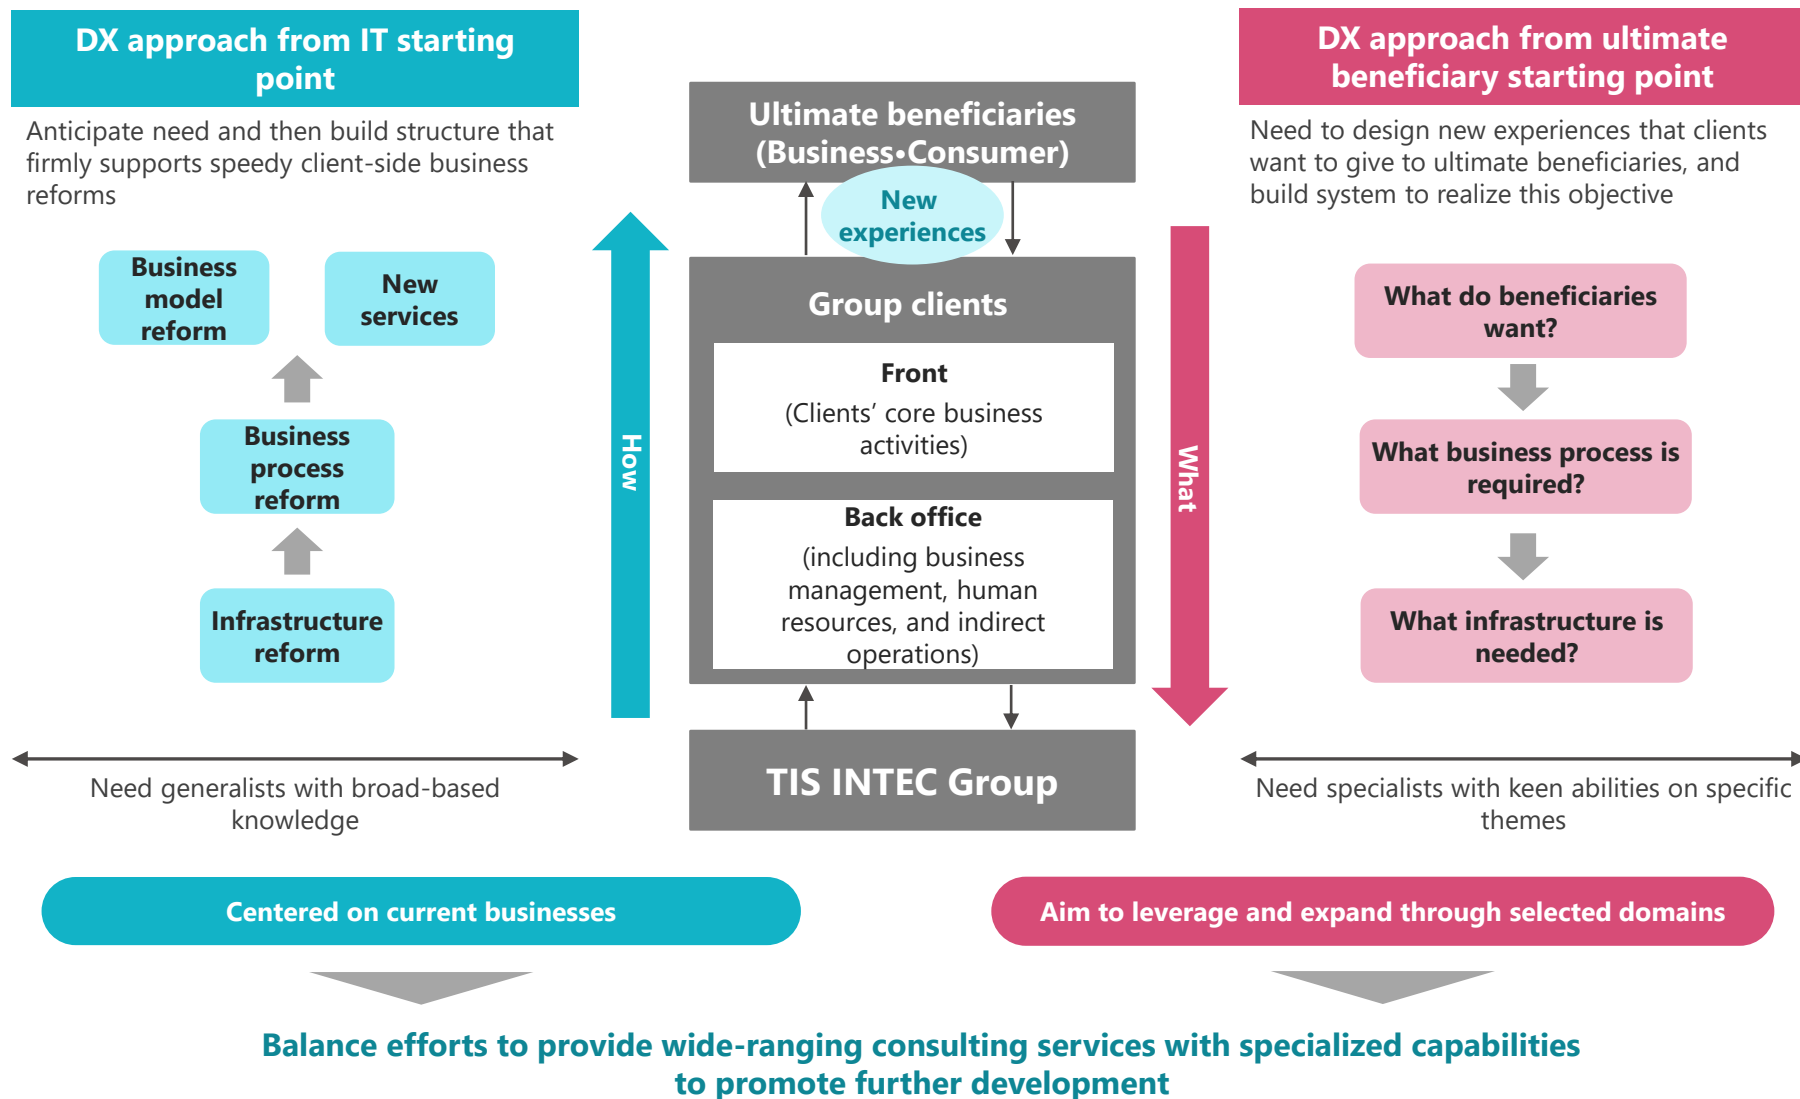 DX approach from IT starting
point
Anticipate need and then build structure that
firmly supports speedy client-side business
reforms
Business
model
reform
New
services
Business
process
reform
Infrastructure
reform
Need generalists with broad-based
knowledge
How
Ultimate beneficiaries
(Business•Consumer)
New
experiences
Group clients
Front
(Clients’ core business
activities)
Back office
(including business
management, human
resources, and indirect
operations)
TIS INTEC Group
What
DX approach from ultimate
beneficiary starting point
Need to design new experiences that clients
want to give to ultimate beneficiaries, and
build system to realize this objective
What do beneficiaries
want?
What business process is
required?
What infrastructure is
needed?
Need specialists with keen abilities on specific
themes
Centered on current businesses
Aim to leverage and expand through selected domains
Balance efforts to provide wide-ranging consulting services with specialized capabilities
to promote further development